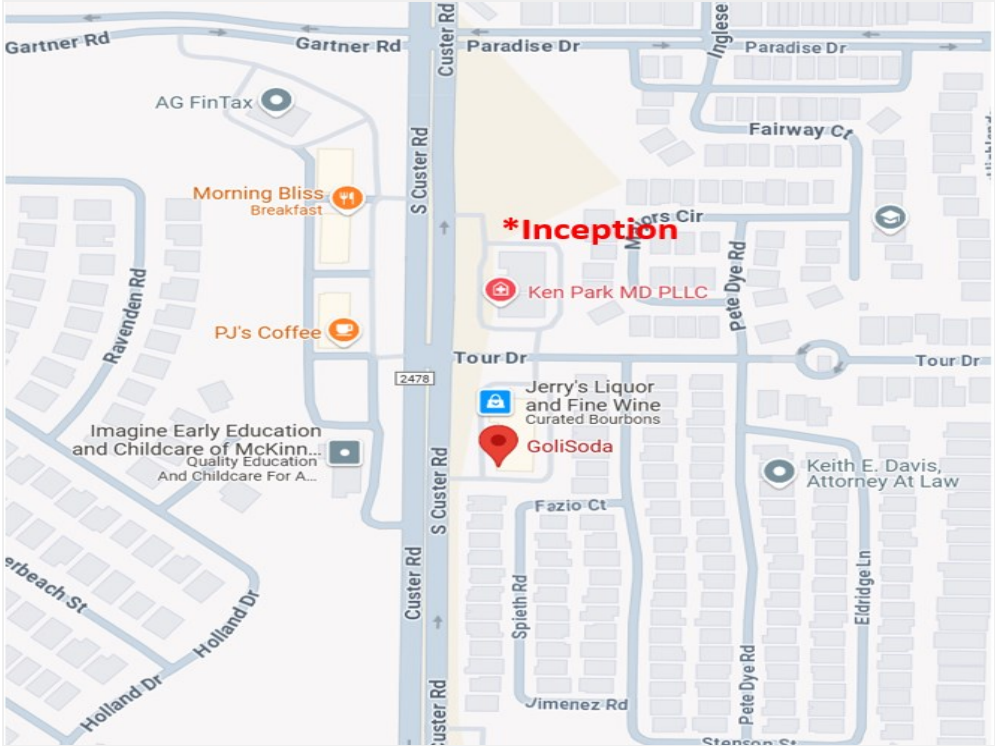 Gartner Rd
Gartner Rd
Custer Rd
Paradise Dr
Inglese
Paradise Dr
AG FinTax
Fairway Ct
S Custer Rd
Morning Bliss
Breakfast
*Inception
Ravenden Rd
Ken Park MD PLLC
Pete Dye Rd
PJ's Coffee
Tour Dr
Tour Dr
2478
Jerry's Liquor
and Fine Wine
Curated Bourbons
Imagine Early Education
and Childcare of McKinn...
Quality Education
And Childcare For A...
GoliSoda
Keith E. Davis,
Attorney At Law
S Custer Rd
Fazio Ct
Custer Rd
erbeach St
Holland Dr
Spieth Rd
Eldridge Ln
Holland Dr
Jimenez Rd
Pete Dye Rd
Custer Rd
Stenson St